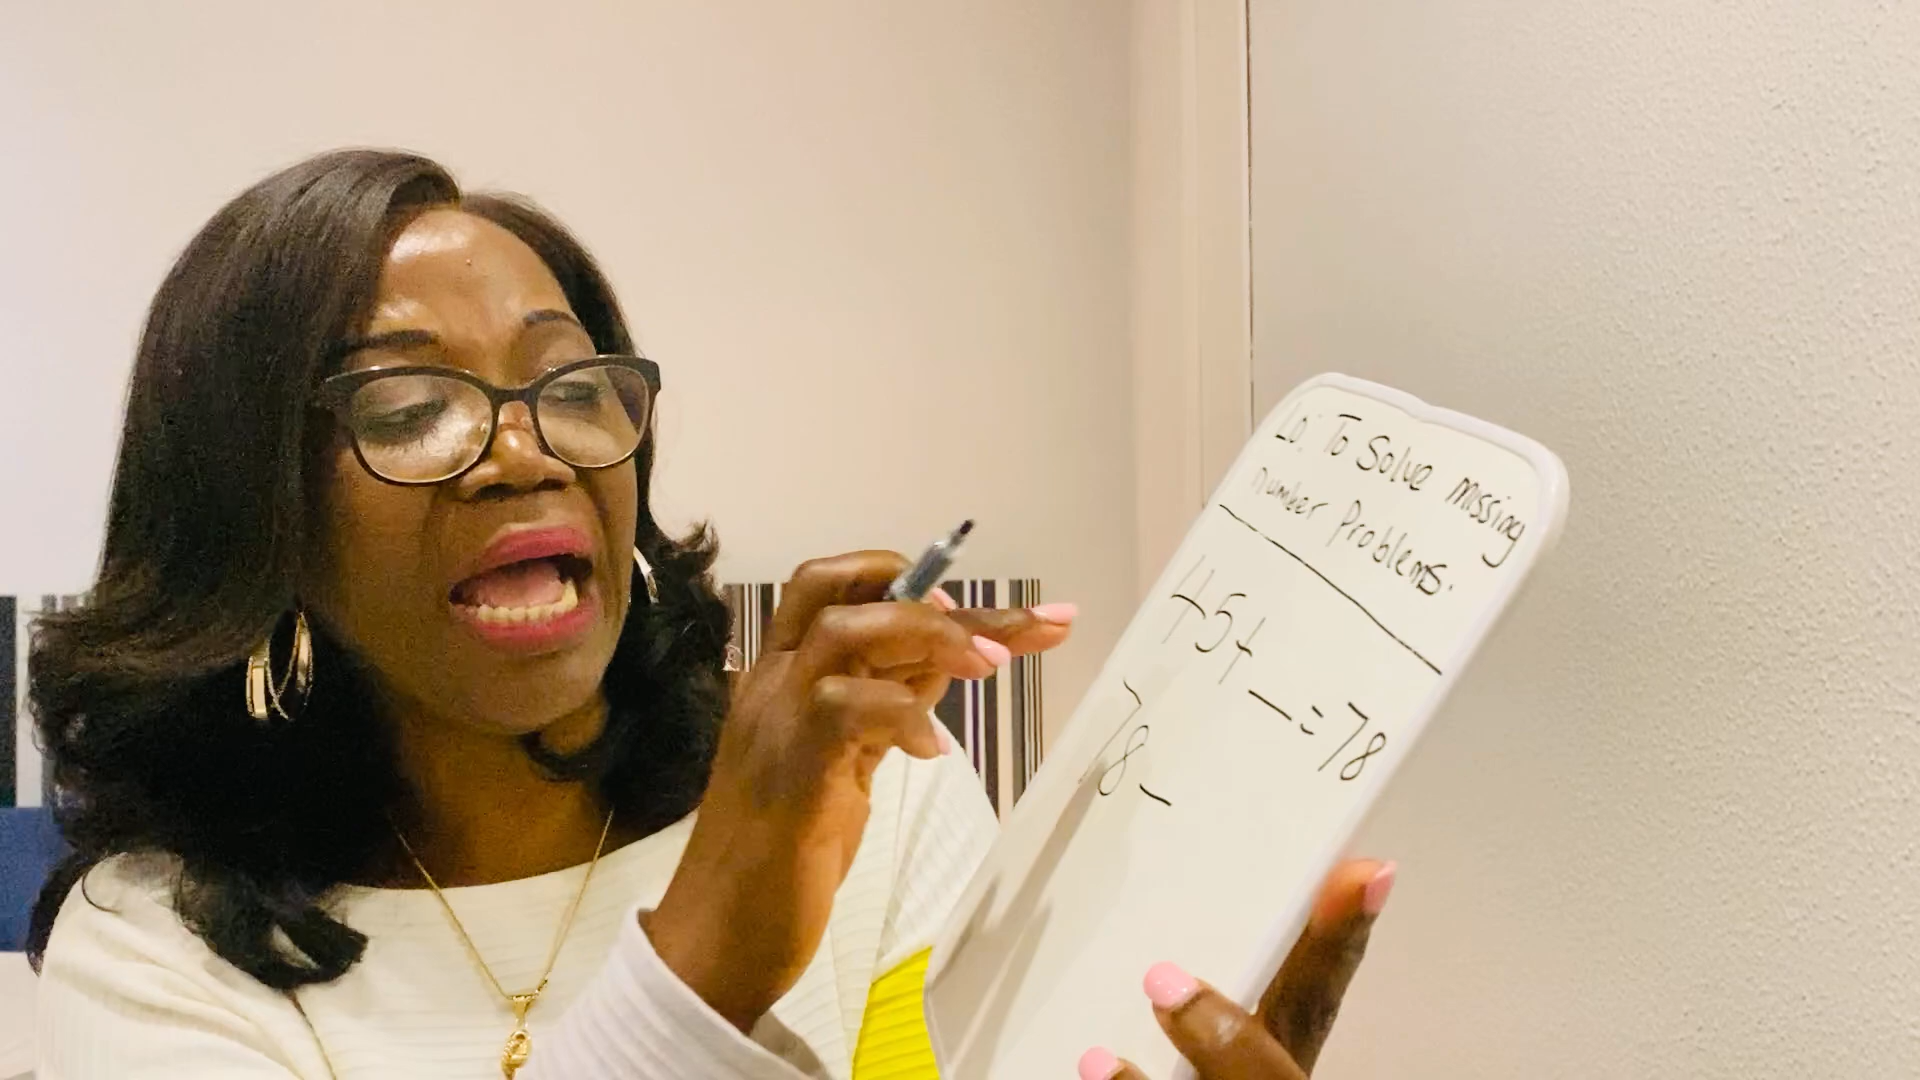 LO: To Solve missing
number Problems.
45+__=78
78-